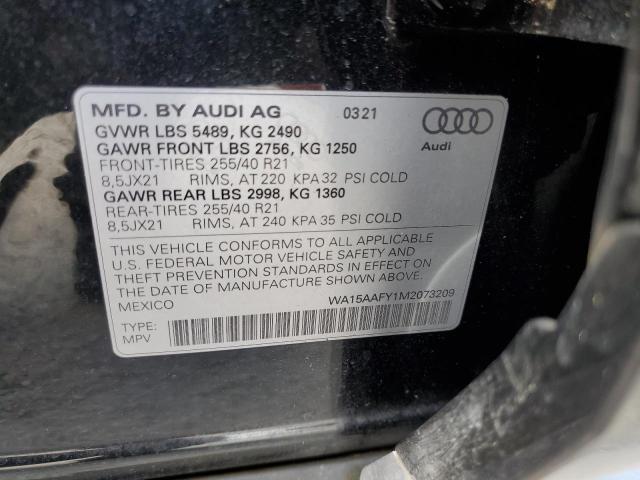 MFD. BY AUDI AG 03 21
GVWR LBS 5489, KG 2490
GAWR FRONT LBS 2756, KG 1250
Audi
FRONT-TIRES 255/40 R21
8,5JX21 RIMS, AT 220 KPA 32 PSI COLD
GAWR REAR LBS 2998, KG 1360
REAR-TIRES 255/40 R21
8,5JX21 RIMS, AT 240 KPA 35 PSI COLD
THIS VEHICLE CONFORMS TO ALL APPLICABLE
U.S. FEDERAL MOTOR VEHICLE SAFETY AND
THEFT PREVENTION STANDARDS IN EFFECT ON
THE DATE OF MANUFACTURE SHOWN ABOVE.
MEXICO WA15AAFY1M2073209
TYPE:
MPV